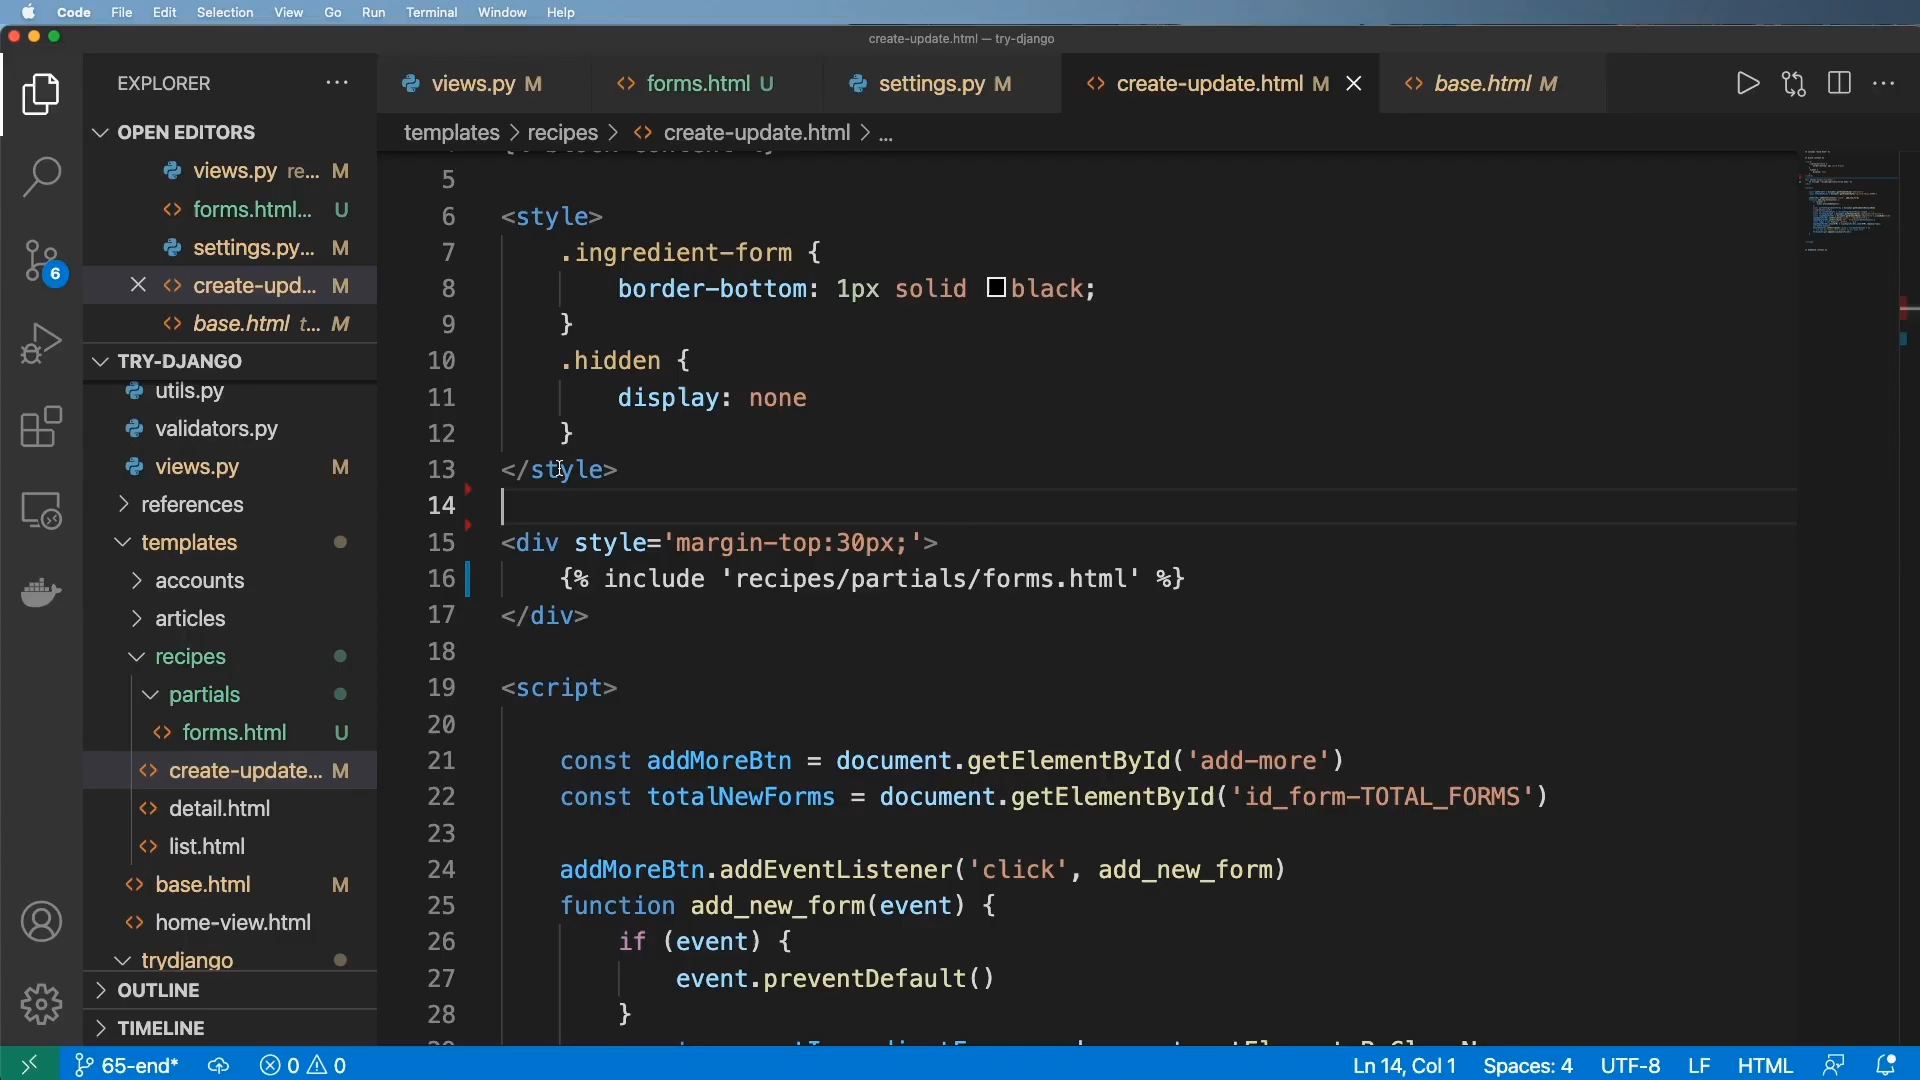 Code File Edit Selection View Go Run Terminal Window Help
create-update.html — try-django
EXPLORER
OPEN EDITORS
views.py re... M
forms.html... U
settings.py... M
create-upd... M
base.html t... M
TRY-DJANGO
utils.py
validators.py
views.py M
references
templates
accounts
articles
recipes
partials
forms.html U
create-update... M
detail.html
list.html
base.html M
home-view.html
trydjango
OUTLINE
TIMELINE
6
views.py M
forms.html U
settings.py M
create-update.html M
base.html M
templates > recipes > create-update.html > ...
5
6 <style>
7 .ingredient-form {
8 border-bottom: 1px solid black;
9 }
10 .hidden {
11 display: none
12 }
13 </style>
14
15 <div style='margin-top:30px;'>
16 {% include 'recipes/partials/forms.html' %}
17 </div>
18
19 <script>
20
21 const addMoreBtn = document.getElementById('add-more')
22 const totalNewForms = document.getElementById('id_form-TOTAL_FORMS')
23
24 addMoreBtn.addEventListener('click', add_new_form)
25 function add_new_form(event) {
26 if (event) {
27 event.preventDefault()
28 }
65-end* 0 0 Ln 14, Col 1 Spaces: 4 UTF-8 LF HTML